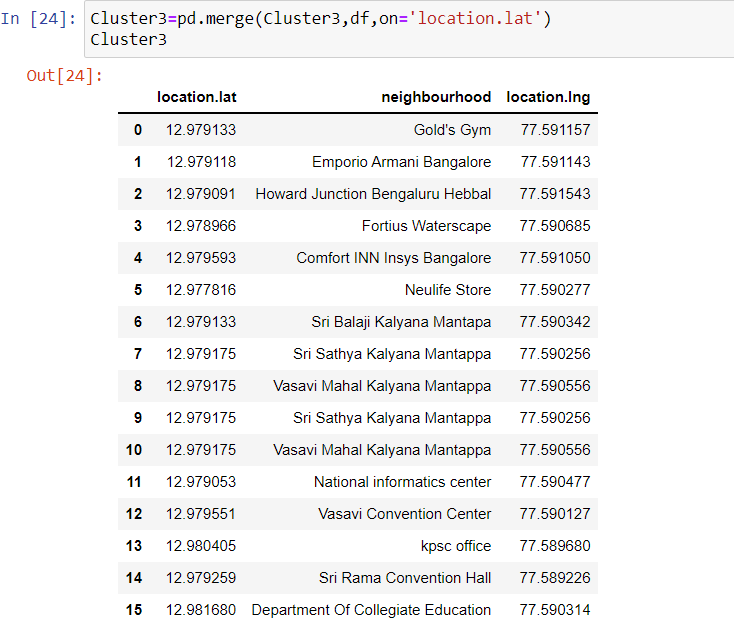 In [24]: Cluster3=pd.merge(Cluster3,df,on='location.lat')
Cluster3
Out[24]:
location.lat neighbourhood location.lng
0 12.979133 Gold's Gym 77.591157
1 12.979118 Emporio Armani Bangalore 77.591143
2 12.979091 Howard Junction Bengaluru Hebbal 77.591543
3 12.978966 Fortius Waterscape 77.590685
4 12.979593 Comfort INN Insys Bangalore 77.591050
5 12.977816 Neulife Store 77.590277
6 12.979133 Sri Balaji Kalyana Mantapa 77.590342
7 12.979175 Sri Sathya Kalyana Mantappa 77.590256
8 12.979175 Vasavi Mahal Kalyana Mantappa 77.590556
9 12.979175 Sri Sathya Kalyana Mantappa 77.590256
10 12.979175 Vasavi Mahal Kalyana Mantappa 77.590556
11 12.979053 National informatics center 77.590477
12 12.979551 Vasavi Convention Center 77.590127
13 12.980405 kpsc office 77.589680
14 12.979259 Sri Rama Convention Hall 77.589226
15 12.981680 Department Of Collegiate Education 77.590314